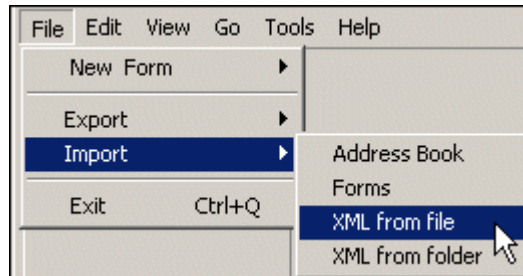 File Edit View Go Tools Help
New Form
Export
Import
Exit Ctrl+Q
Address Book
Forms
XML from file
XML from folder